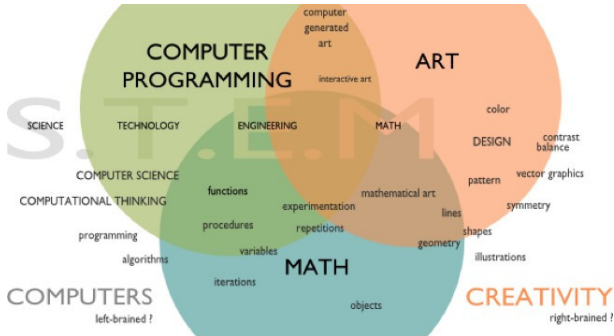 computer
generated
art
COMPUTER
PROGRAMMING
ART
interactive art
color
S.T.E.M
SCIENCE
TECHNOLOGY
ENGINEERING
MATH
DESIGN
contrast
balance
COMPUTER SCIENCE
COMPUTATIONAL THINKING
functions
mathematical art
pattern
vector graphics
experimentation
symmetry
lines
programming
procedures
repetitions
shapes
algorithms
variables
geometry
illustrations
MATH
iterations
objects
COMPUTERS
left-brained ?
CREATIVITY
right-brained ?